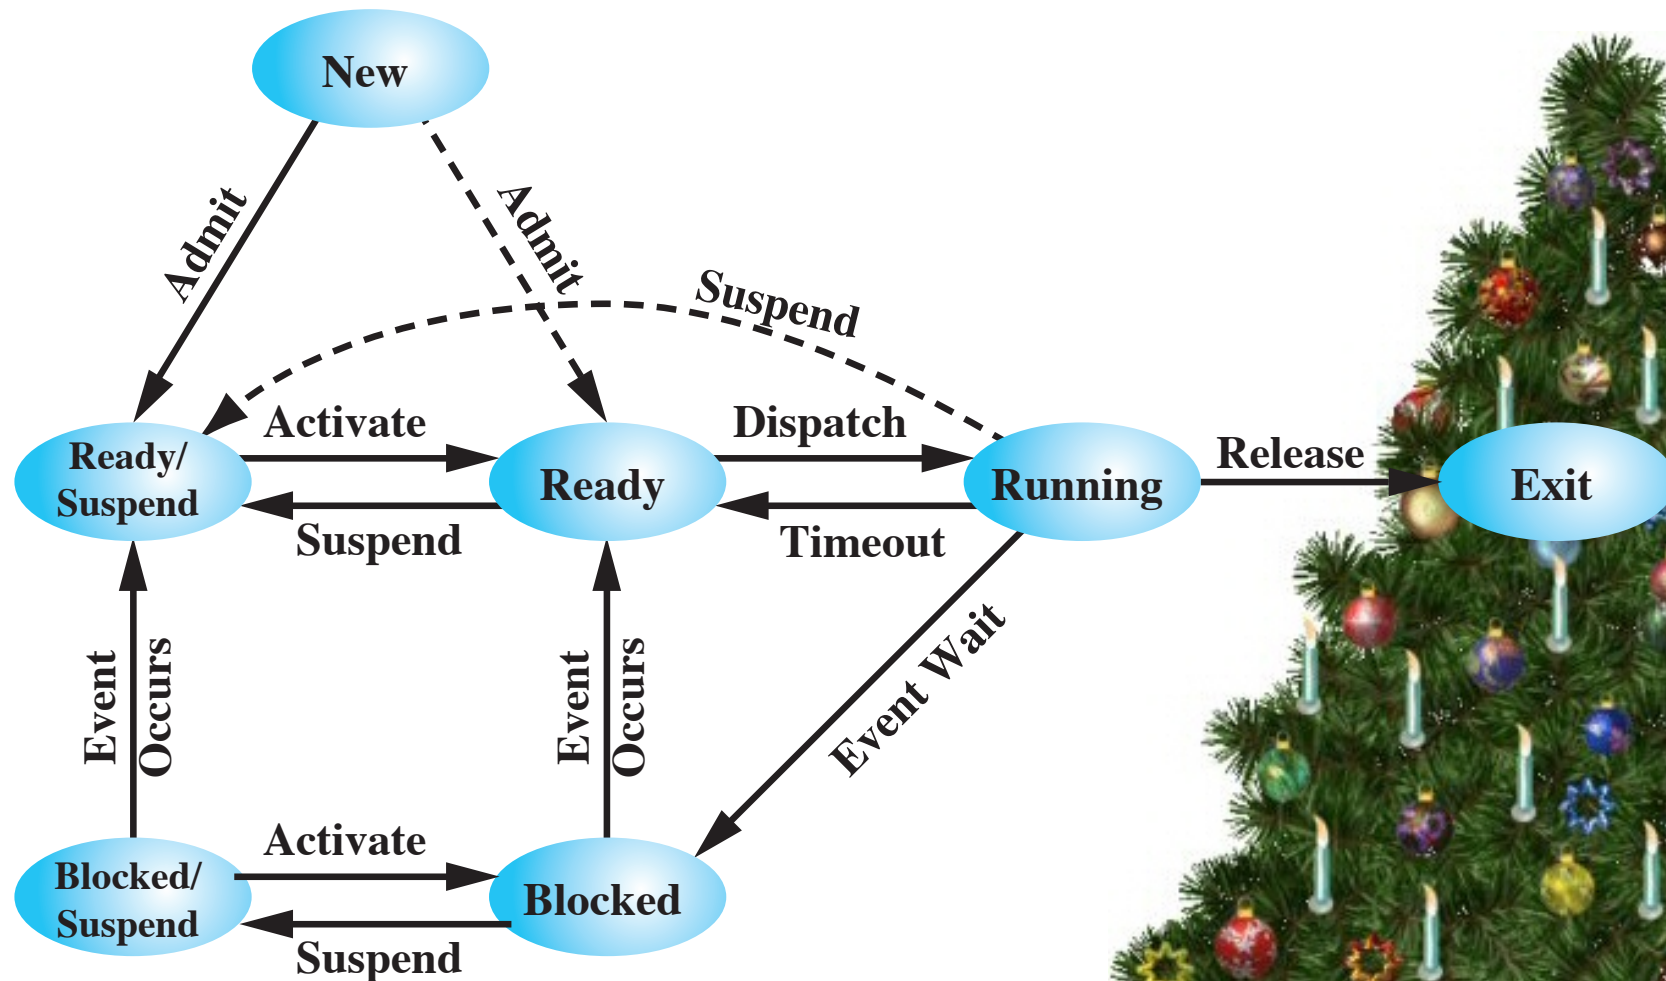 New
Admit
Admit
Suspend
Activate
Dispatch
Release
Ready/
Suspend
Ready
Running
Exit
Suspend
Timeout
Event
Occurs
Event
Occurs
Event Wait
Activate
Blocked/
Suspend
Blocked
Suspend